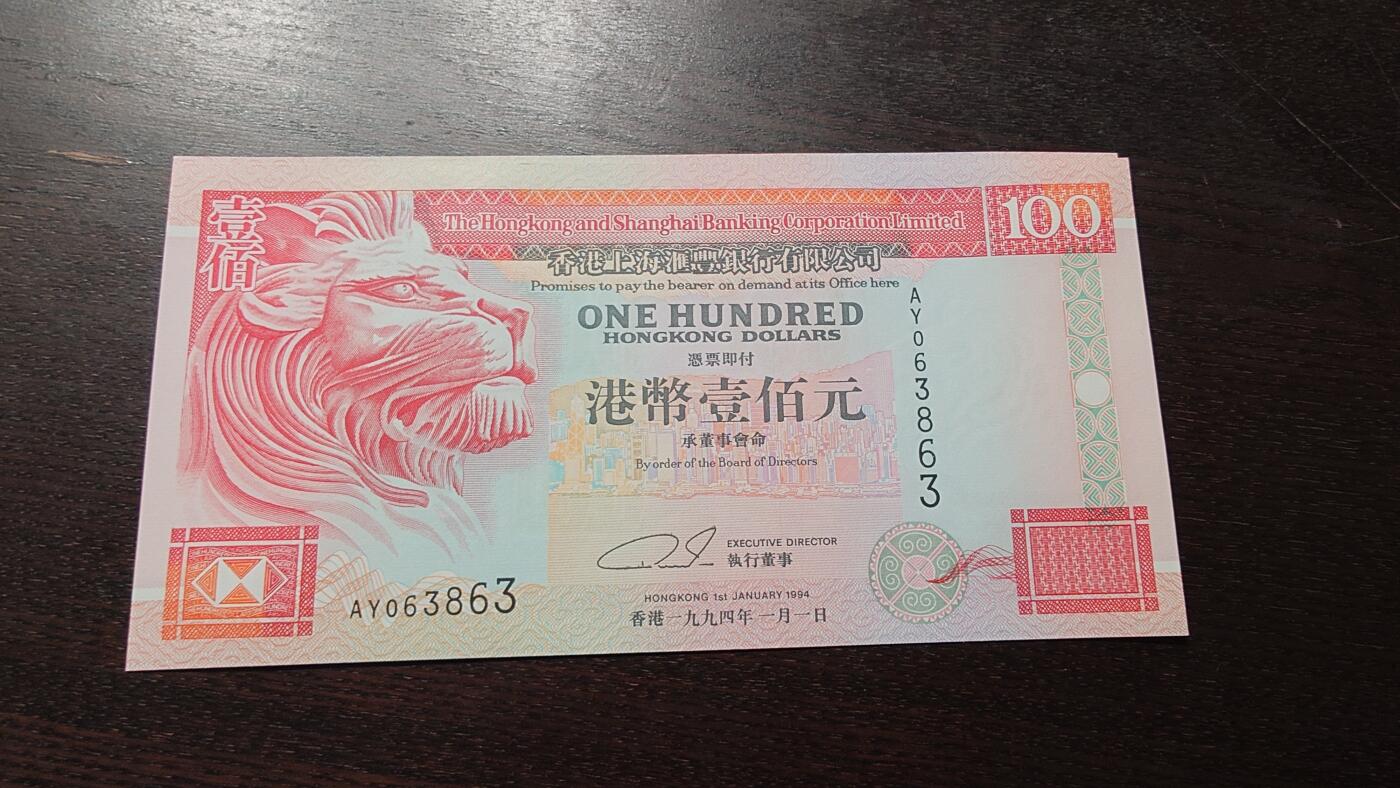 壹佰
The Hongkong and Shanghai Banking Corporation Limited
100
香港上海滙豐銀行有限公司
Promises to pay the bearer on demand at its Office here
ONE HUNDRED
HONGKONG DOLLARS
憑票即付
港幣壹佰元
承董事會命
By order of the Board of Directors
AY063863
EXECUTIVE DIRECTOR
執行董事
AY063863
HONGKONG 1st JANUARY 1994
香港一九九四年一月一日